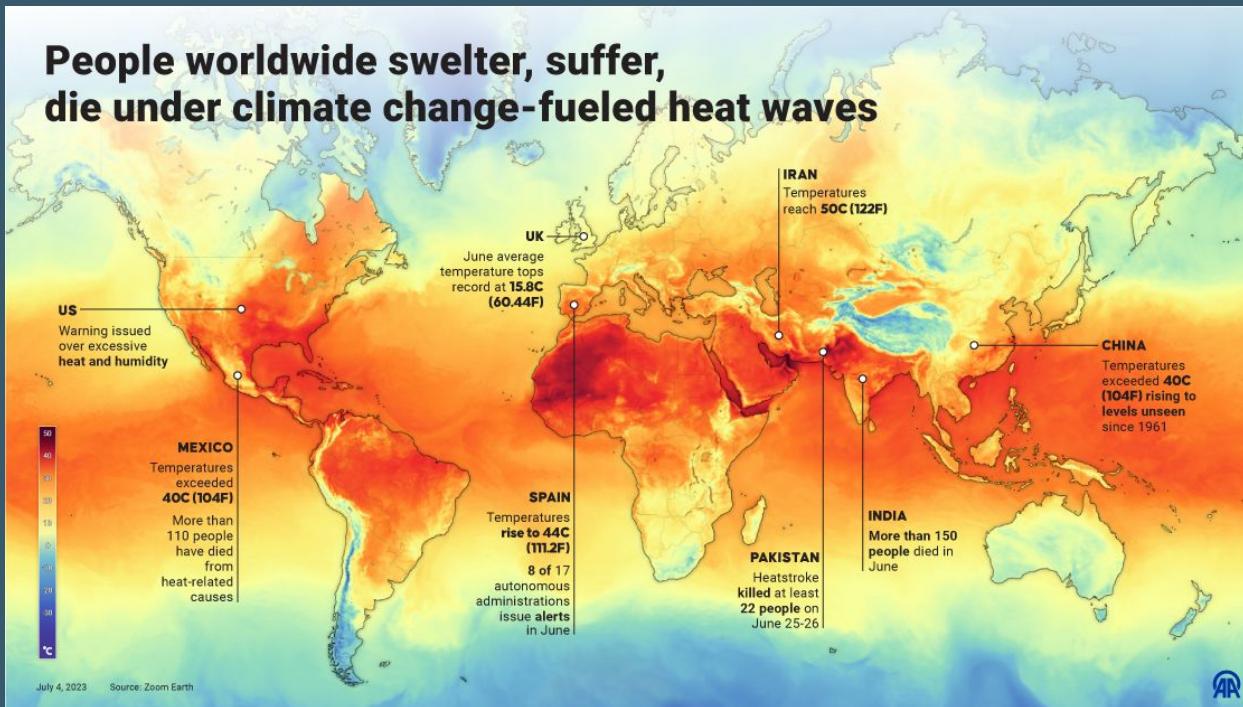 People worldwide swelter, suffer,
die under climate change-fueled heat waves
IRAN
Temperatures
reach 50C (122F)
UK
June average
temperature tops
record at 15.8C
(60.44F)
US
Warning issued
over excessive
heat and humidity
CHINA
Temperatures
exceeded 40C
(104F) rising to
levels unseen
since 1961
MEXICO
Temperatures
exceeded
40C (104F)
More than
110 people
have died
from
heat-related
causes
SPAIN
Temperatures
rise to 44C
(111.2F)
8 of 17
autonomous
administrations
issue alerts
in June
PAKISTAN
Heatstroke
killed at least
22 people on
June 25-26
INDIA
More than 150
people died in
June
50
40
30
20
10
0
-10
-20
-30
°C
July 4, 2023 Source: Zoom Earth
AA